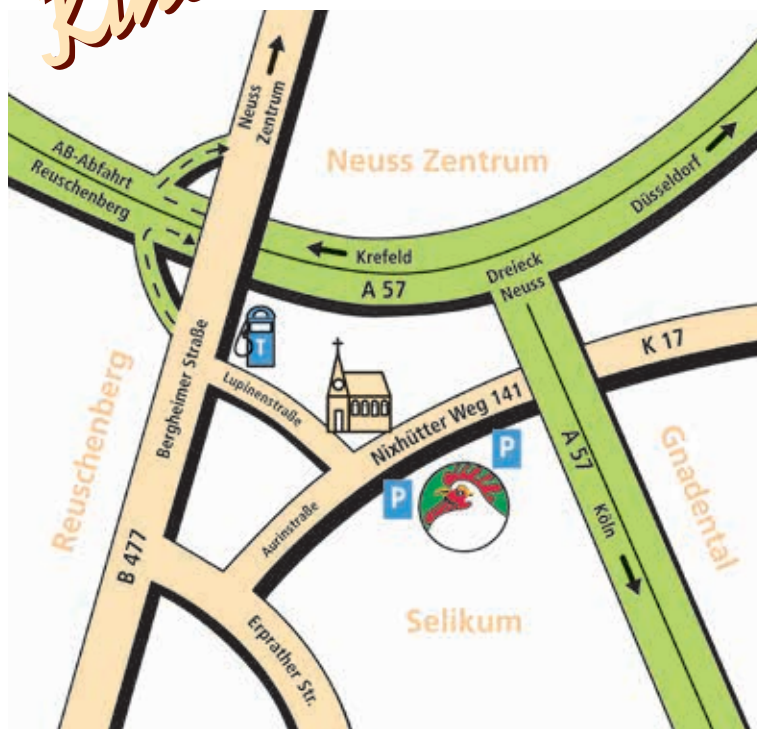 Neuss
Zentrum
AB-Abfahrt
Reuschenberg
Neuss Zentrum
Düsseldorf
Krefeld
A 57
Dreieck
Neuss
K 17
T
Lupinenstraße
Bergheimer Straße
Reuschenberg
Nixhütter Weg 141
P
P
A 57
Köln
Gnadental
Aurinstraße
B 477
Selikum
Erprather Str.